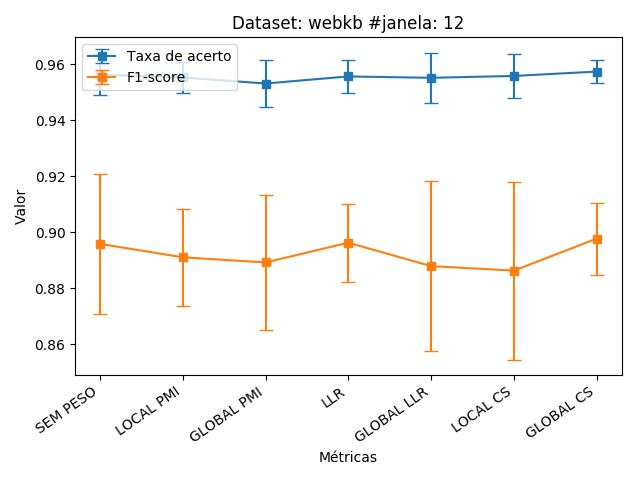 Dataset: webkb #janela: 12
Taxa de acerto
F1-score
0.96
0.94
0.92
0.90
0.88
0.86
Valor
SEM PESO
LOCAL PMI
GLOBAL PMI
LLR
GLOBAL LLR
LOCAL CS
GLOBAL CS
Métricas